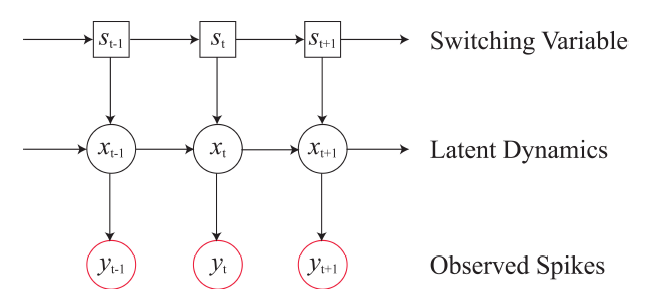 s_t-1 s_t s_t+1 Switching Variable
x_t-1 x_t x_t+1 Latent Dynamics
y_t-1 y_t y_t+1 Observed Spikes